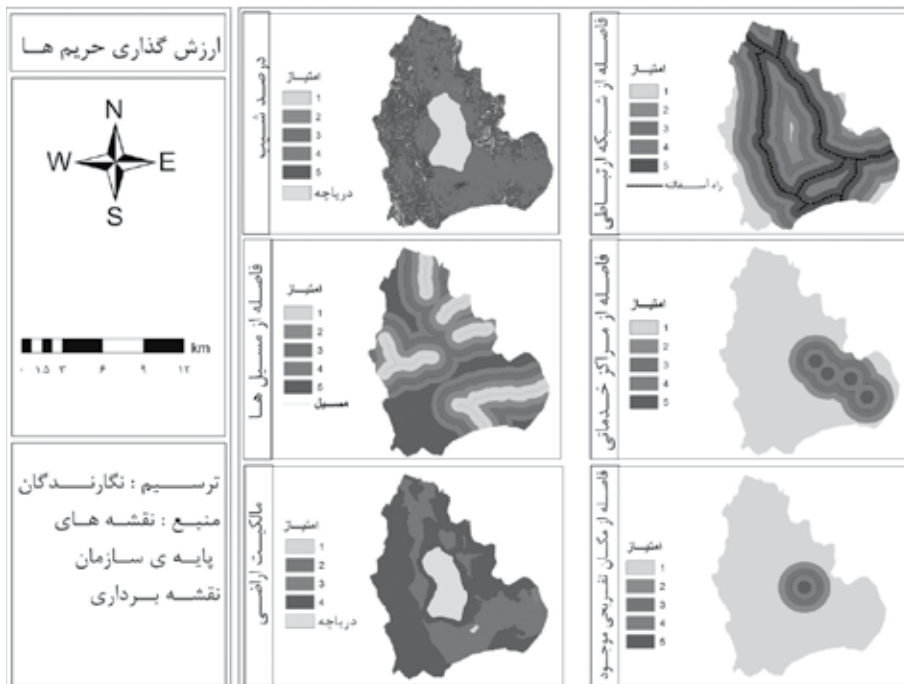 ارزش گذاری حریم ها
N
W E
S
km
۰ ۱.۵ ۳ ۶ ۹ ۱۲
ترسیم : نگارندگان
منبع : نقشه های
پایه ی سازمان
نقشه برداری
درصد شیب
امتیاز
1
2
3
4
5
دریاچه
فاصله از شبکه ارتباطی
امتیاز
1
2
3
4
5
راه آسفالت
فاصله از مسیل ها
امتیاز
1
2
3
4
5
مسیل
فاصله از مراکز خدماتی
امتیاز
1
2
3
4
5
مالکیت اراضی
امتیاز
1
2
3
4
دریاچه
فاصله از مکان تفریحی موجود
امتیاز
1
2
3
4
5